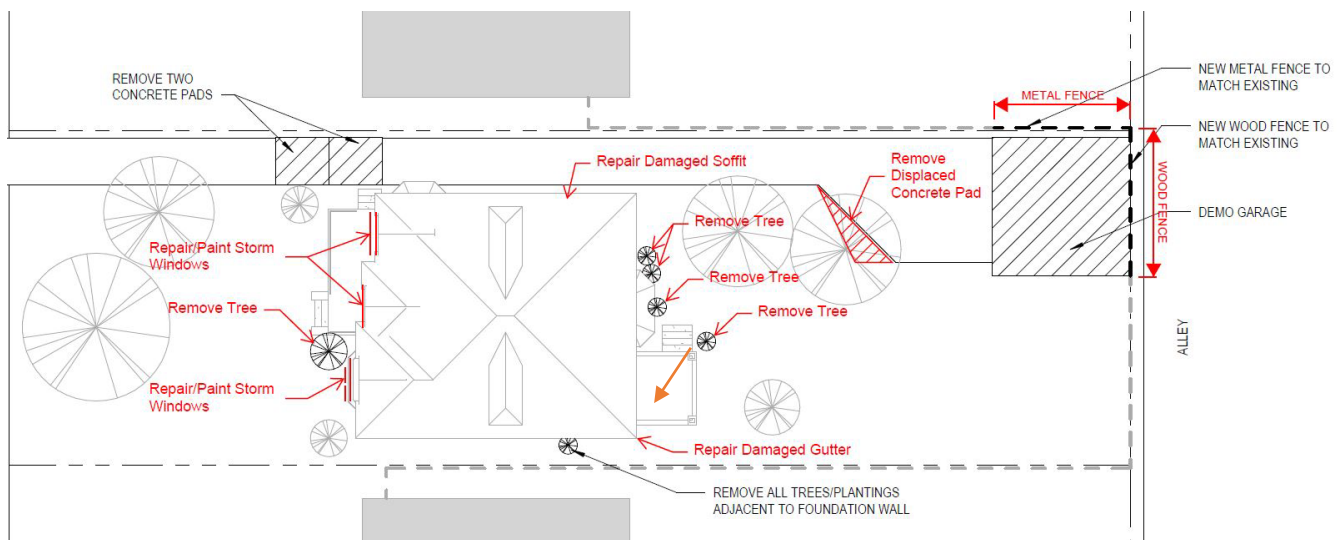 REMOVE TWO
CONCRETE PADS
NEW METAL FENCE TO
MATCH EXISTING
METAL FENCE
NEW WOOD FENCE TO
MATCH EXISTING
WOOD FENCE
Repair Damaged Soffit
Remove
Displaced
Concrete Pad
DEMO GARAGE
Remove Tree
Repair/Paint Storm
Windows
Remove Tree
Remove Tree
Remove Tree
ALLEY
Repair/Paint Storm
Windows
Repair Damaged Gutter
REMOVE ALL TREES/PLANTINGS
ADJACENT TO FOUNDATION WALL